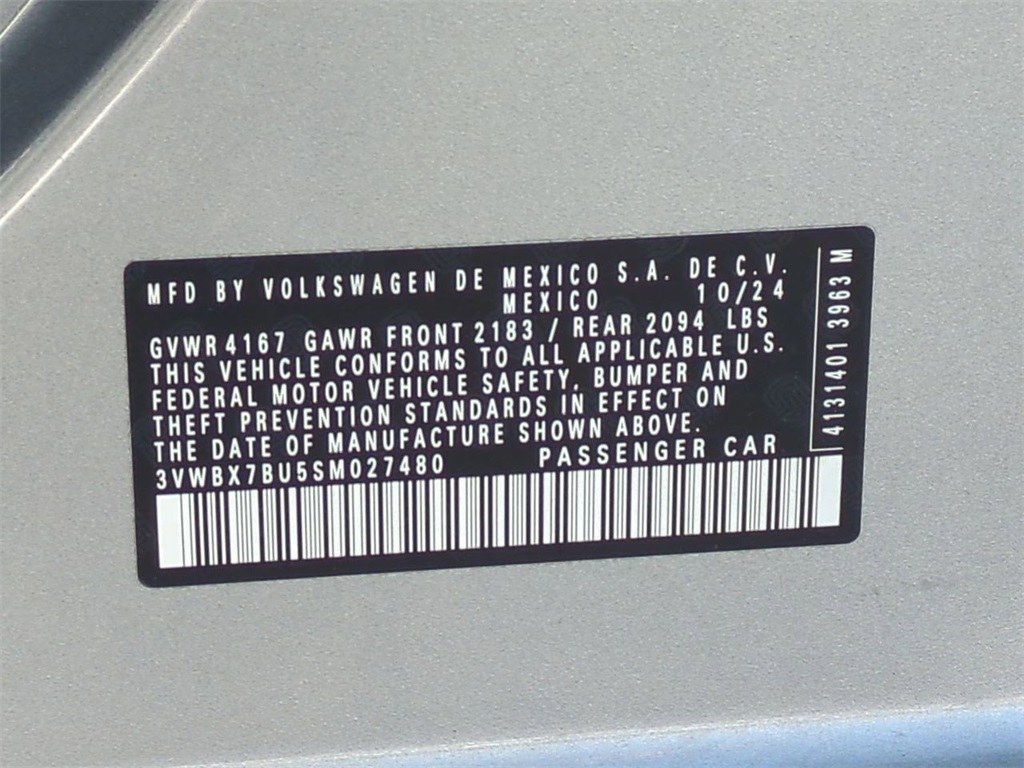 MFD BY VOLKSWAGEN DE MEXICO S.A. DE C.V.
MEXICO 10/24
GVWR 4167 GAWR FRONT 2183 / REAR 2094 LBS
THIS VEHICLE CONFORMS TO ALL APPLICABLE U.S.
FEDERAL MOTOR VEHICLE SAFETY, BUMPER AND
THEFT PREVENTION STANDARDS IN EFFECT ON
THE DATE OF MANUFACTURE SHOWN ABOVE.
3VWBX7BU5SM027480 PASSENGER CAR
4131401 3963 M